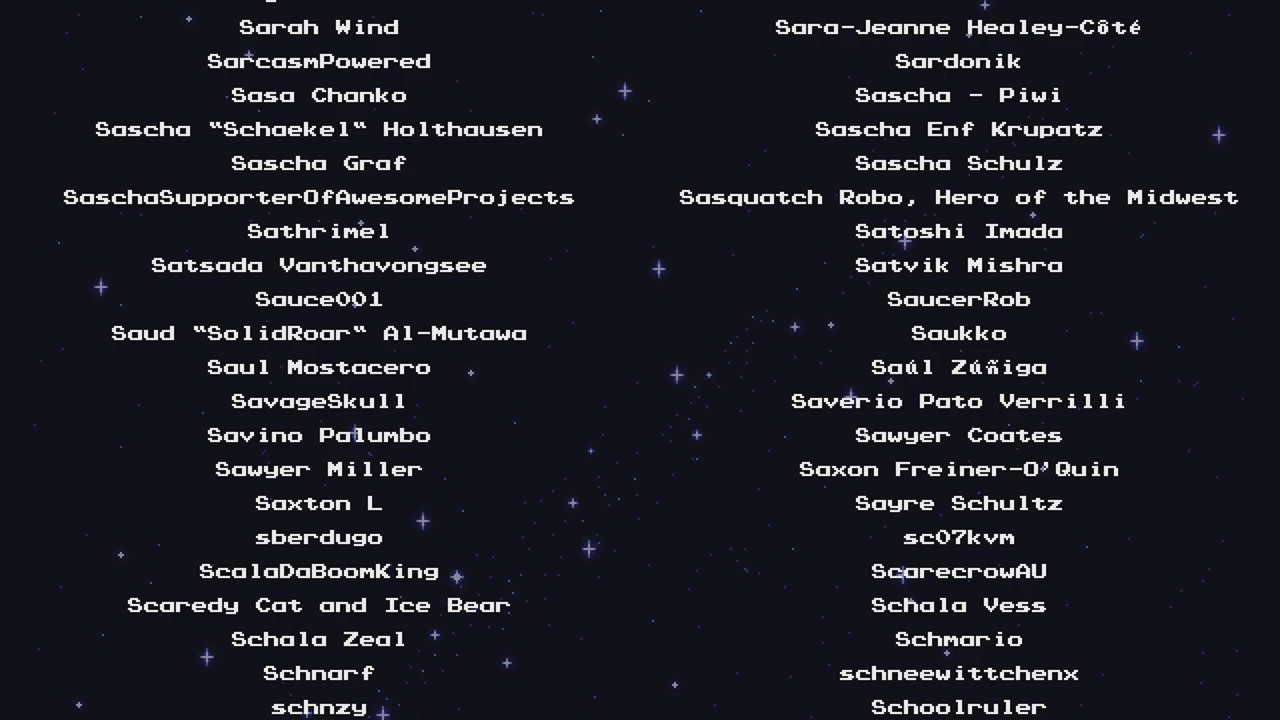 Sarah Wind
Sara-Jeanne Healey-Côté
SarcasmPowered
Sardonik
Sasa Chanko
Sascha - Piwi
Sascha "Schaekel" Holthausen
Sascha Enf Krupatz
Sascha Graf
Sascha Schulz
SaschaSupporterOfAwesomeProjects
Sasquatch Robo, Hero of the Midwest
Sathrimel
Satoshi Imada
Satsada Vanthavongsee
Satvik Mishra
Sauce001
SaucerRob
Saud "SolidRoar" Al-Mutawa
Saukko
Saul Mostacero
Saúl Zúñiga
SavageSkull
Saverio Pato Verrilli
Savino Palumbo
Sawyer Coates
Sawyer Miller
Saxon Freiner-O'Quin
Saxton L
Sayre Schultz
sberdugo
sc07kvm
ScalaDaBoomKing
ScarecrowAU
Scaredy Cat and Ice Bear
Schala Vess
Schala Zeal
Schmario
Schnarf
schneewittchenx
schnzy
Schoolruler